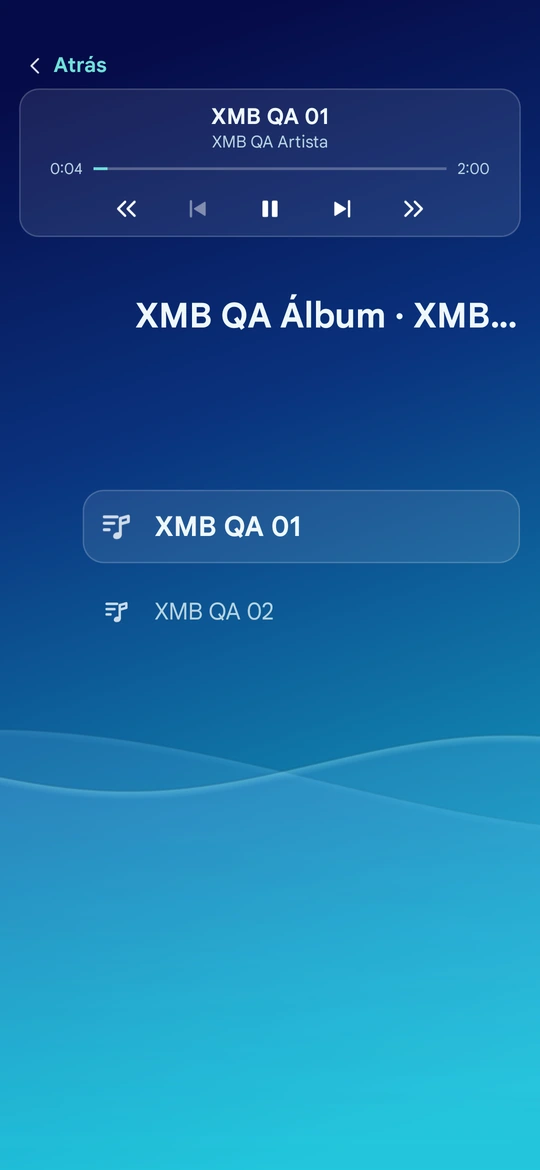 Atrás
XMB QA 01
XMB QA Artista
0:04
2:00
XMB QA Álbum · XMB...
XMB QA 01
XMB QA 02